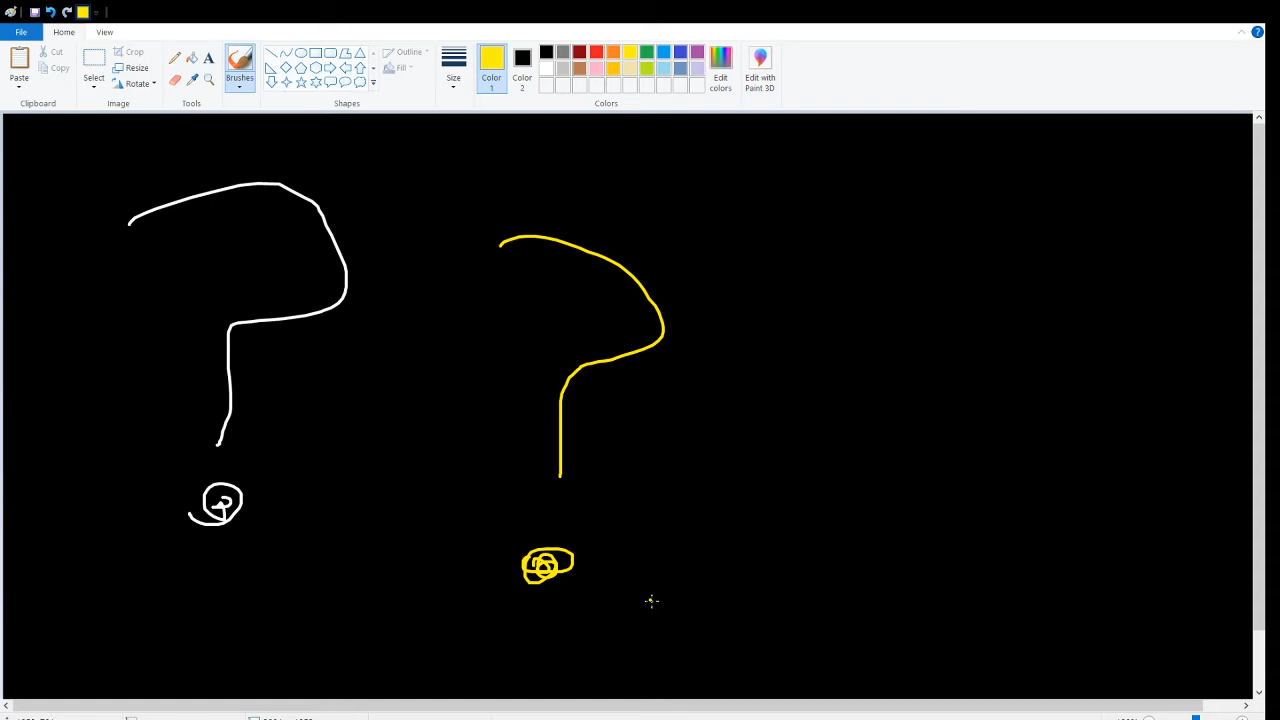 File Home View
Paste Cut Copy Clipboard
Select Crop Resize Rotate Image
A Tools
Brushes
Outline Fill Shapes
Size
Color 1 Color 2 Edit colors Colors
Edit with Paint 3D
? ?